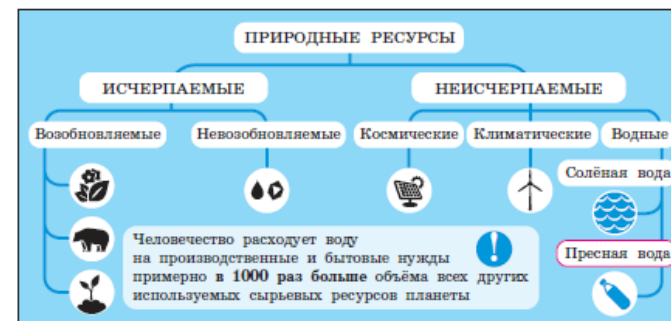 ПРИРОДНЫЕ РЕСУРСЫ
ИСЧЕРПАЕМЫЕ
НЕИСЧЕРПАЕМЫЕ
Возобновляемые
Невозобновляемые
Космические
Климатические
Водные
Солёная вода
Пресная вода
Человечество расходует воду
на производственные и бытовые нужды
примерно в 1000 раз больше объёма всех других
используемых сырьевых ресурсов планеты
!